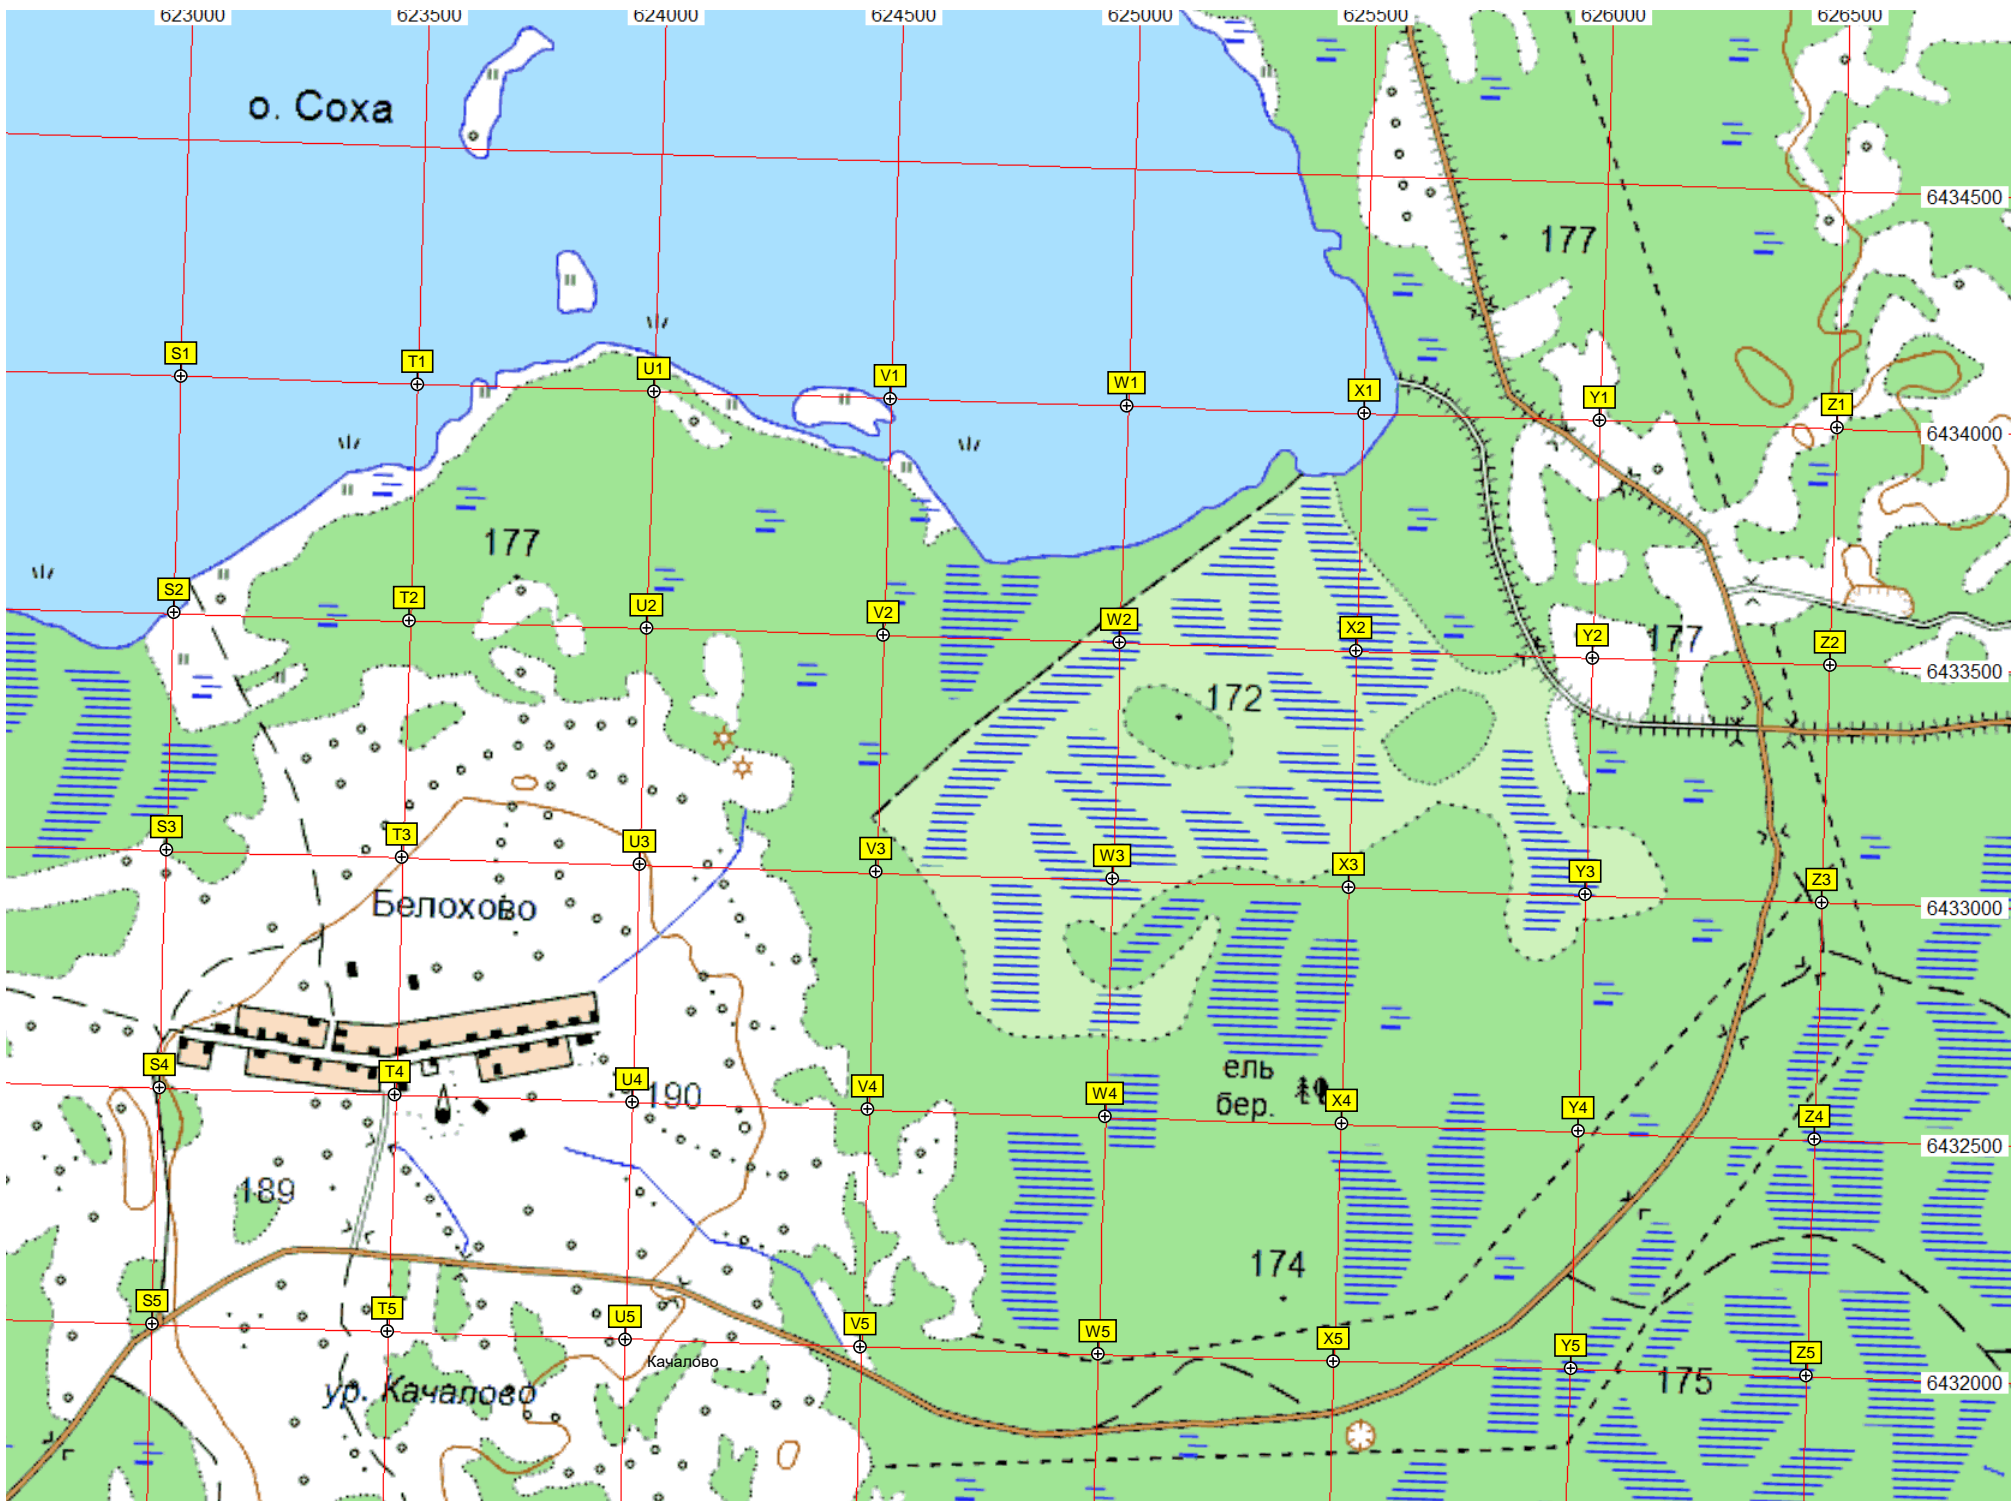 623000 623500 624000 624500 625000 625500 626000 626500
о. Соха
6434500
177
S1 T1 U1 V1 W1 X1 Y1 Z1
6434000
177
S2 T2 U2 V2 W2 X2 Y2 Z2
177
6433500
172
S3 T3 U3 V3 W3 X3 Y3 Z3
Белохово
6433000
ель
бер.
S4 T4 U4 V4 W4 X4 Y4 Z4
190
6432500
189
174
S5 T5 U5 V5 W5 X5 Y5 Z5
Качалово
ур. Качалово
175
6432000